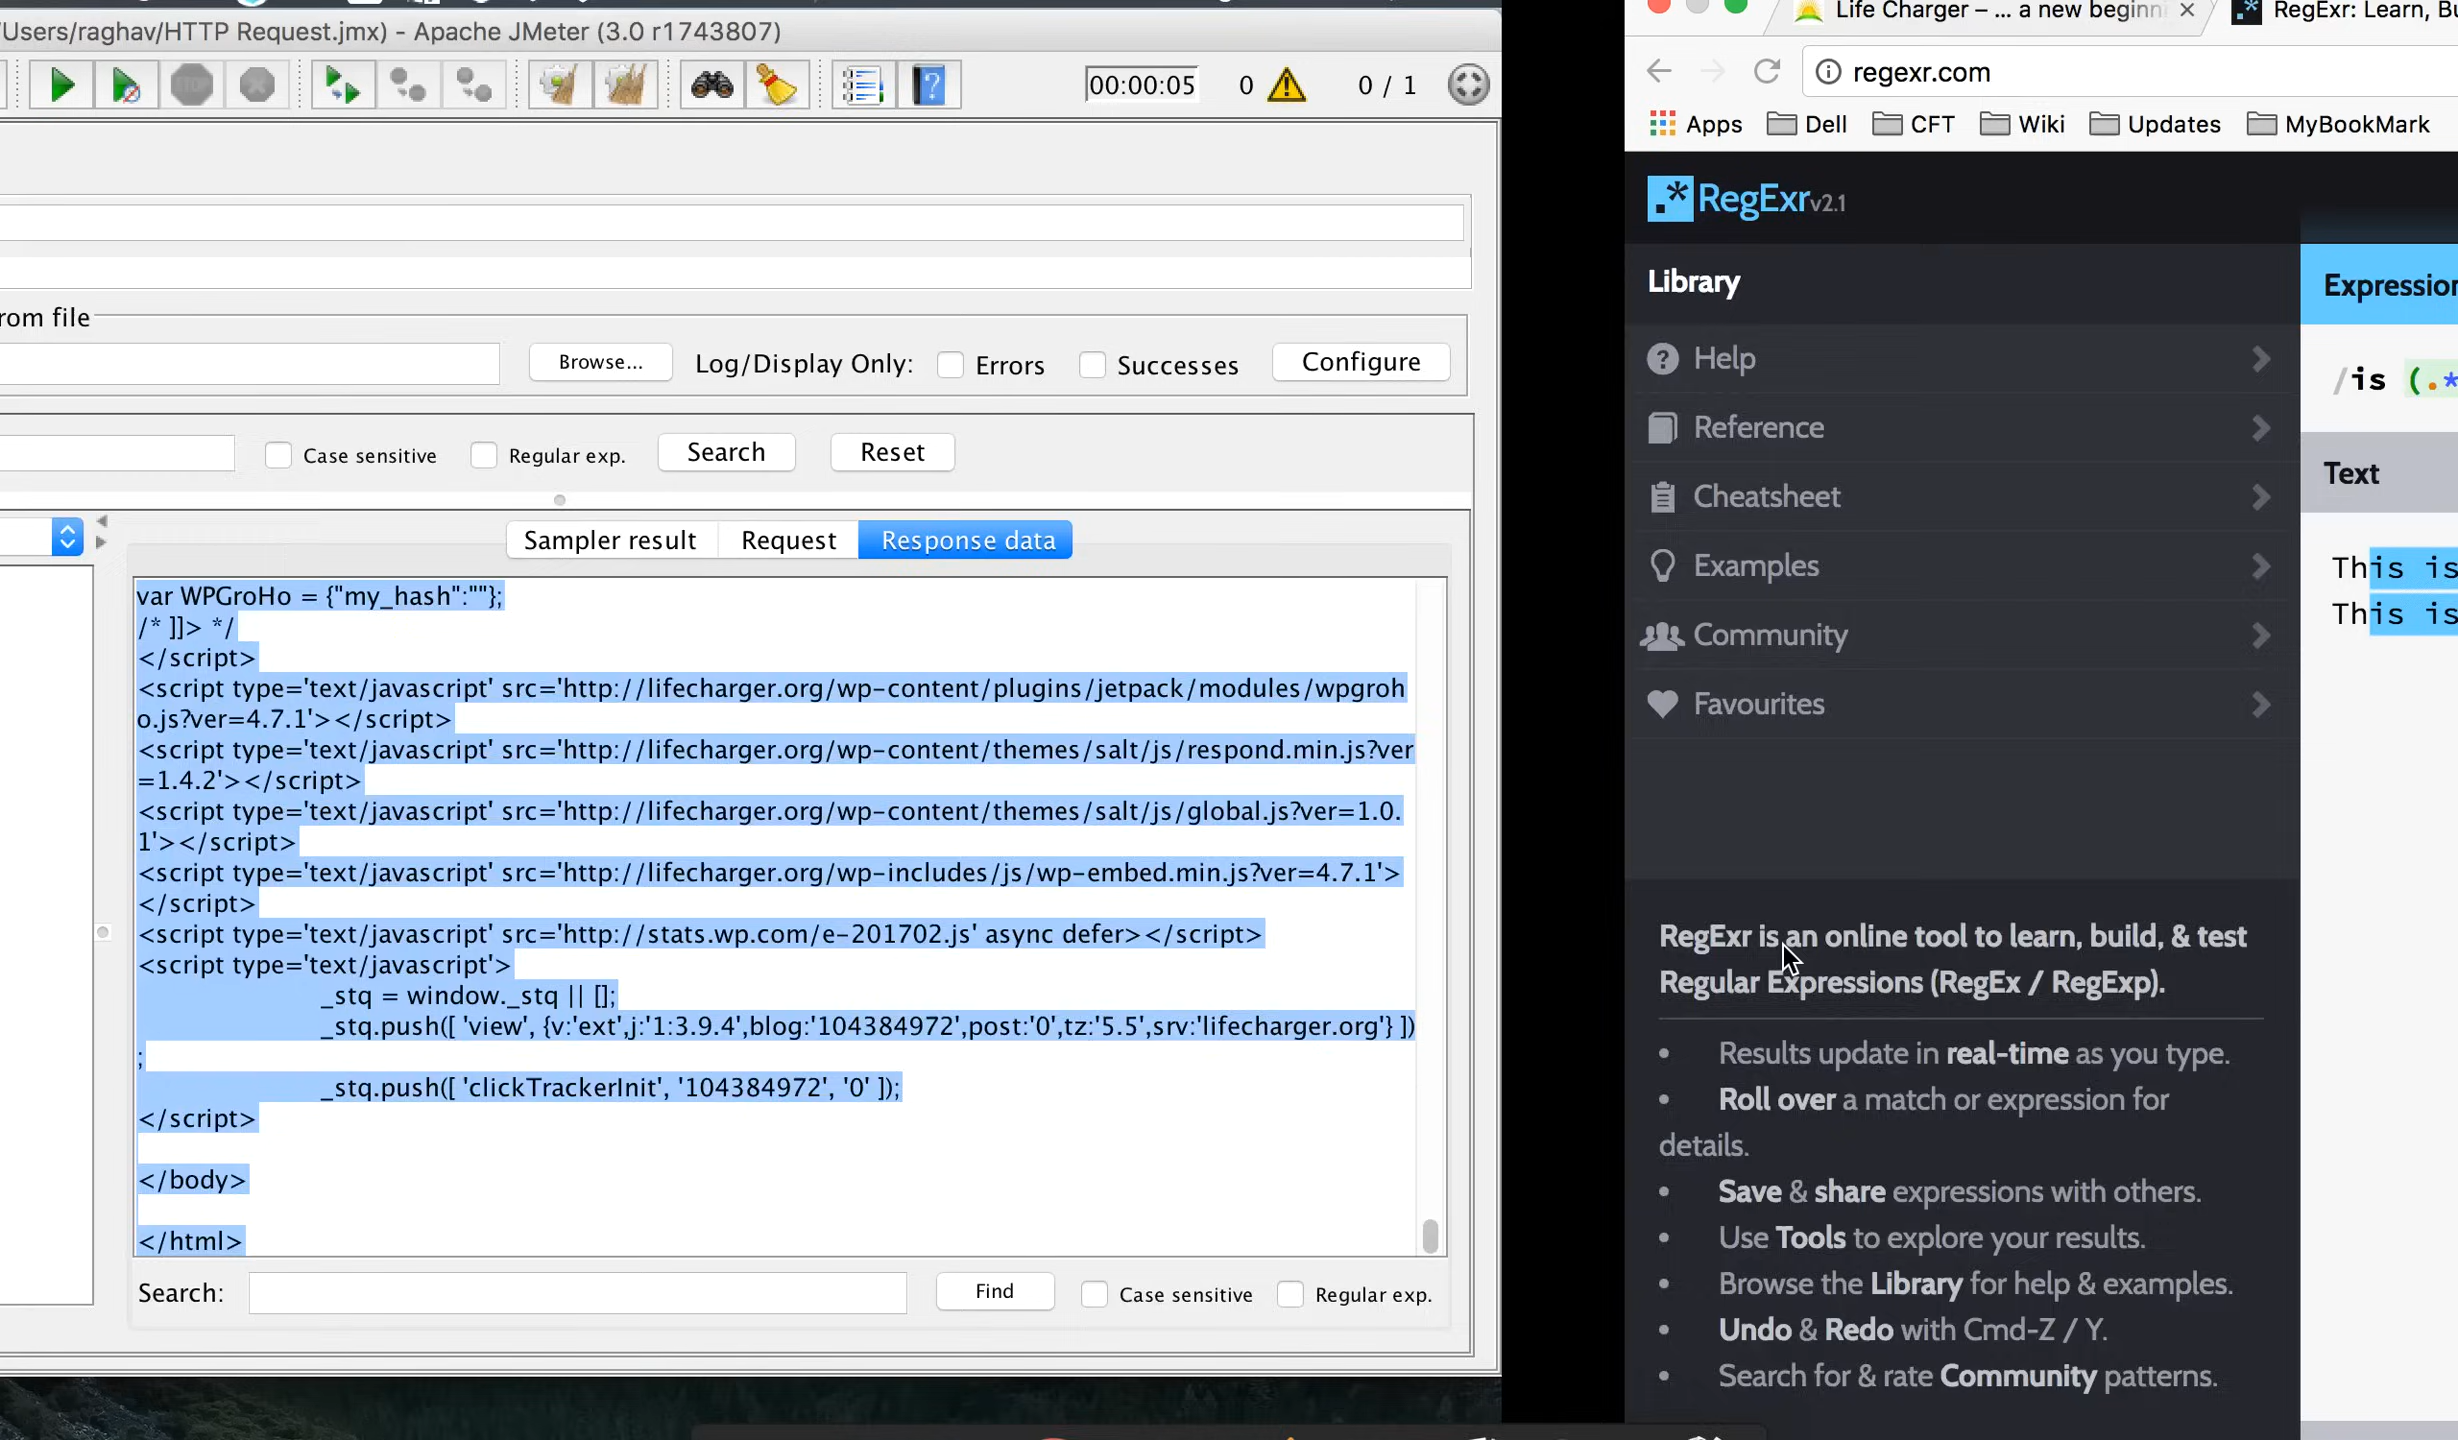 /Users/raghav/HTTP Request.jmx) - Apache JMeter (3.0 r1743807)
STOP
00:00:05 0 0 / 1
rom file
Browse... Log/Display Only: Errors Successes Configure
Case sensitive Regular exp. Search Reset
Sampler result Request Response data
var WPGroHo = {"my_hash":""};
/* ]]> */
</script>
<script type='text/javascript' src='http://lifecharger.org/wp-content/plugins/jetpack/modules/wpgroh
o.js?ver=4.7.1'></script>
<script type='text/javascript' src='http://lifecharger.org/wp-content/themes/salt/js/respond.min.js?ver
=1.4.2'></script>
<script type='text/javascript' src='http://lifecharger.org/wp-content/themes/salt/js/global.js?ver=1.0.
1'></script>
<script type='text/javascript' src='http://lifecharger.org/wp-includes/js/wp-embed.min.js?ver=4.7.1'>
</script>
<script type='text/javascript' src='http://stats.wp.com/e-201702.js' async defer></script>
<script type='text/javascript'>
_stq = window._stq || [];
_stq.push([ 'view', {v:'ext',j:'1:3.9.4',blog:'104384972',post:'0',tz:'5.5',srv:'lifecharger.org'} ])
;
_stq.push([ 'clickTrackerInit', '104384972', '0' ]);
</script>
</body>
</html>
Search: Find Case sensitive Regular exp.
Life Charger – ... a new beginni
RegExr: Learn, Bu
regexr.com
Apps Dell CFT Wiki Updates MyBookMark
.* RegExr v2.1
Library
Help
Reference
Cheatsheet
Examples
Community
Favourites
RegExr is an online tool to learn, build, & test
Regular Expressions (RegEx / RegExp).
• Results update in real-time as you type.
• Roll over a match or expression for
details.
• Save & share expressions with others.
• Use Tools to explore your results.
• Browse the Library for help & examples.
• Undo & Redo with Cmd-Z / Y.
• Search for & rate Community patterns.
Expression
/is (.*
Text
This is
This is